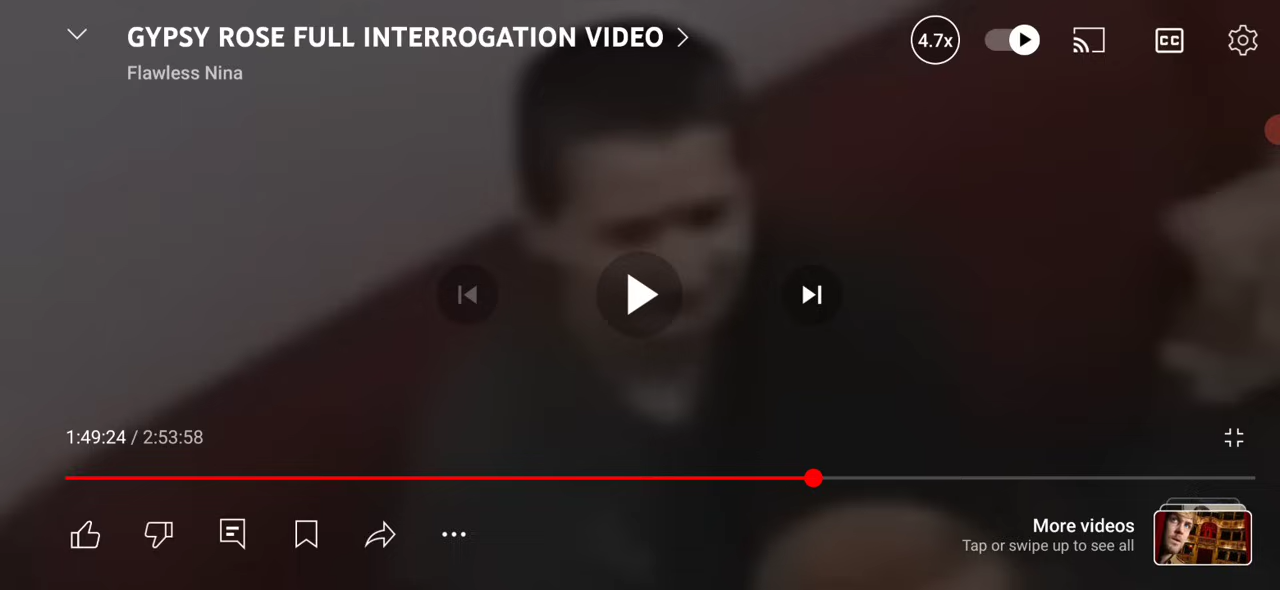 GYPSY ROSE FULL INTERROGATION VIDEO
4.7x
CC
Flawless Nina
1:49:24 / 2:53:58
More videos
Tap or swipe up to see all